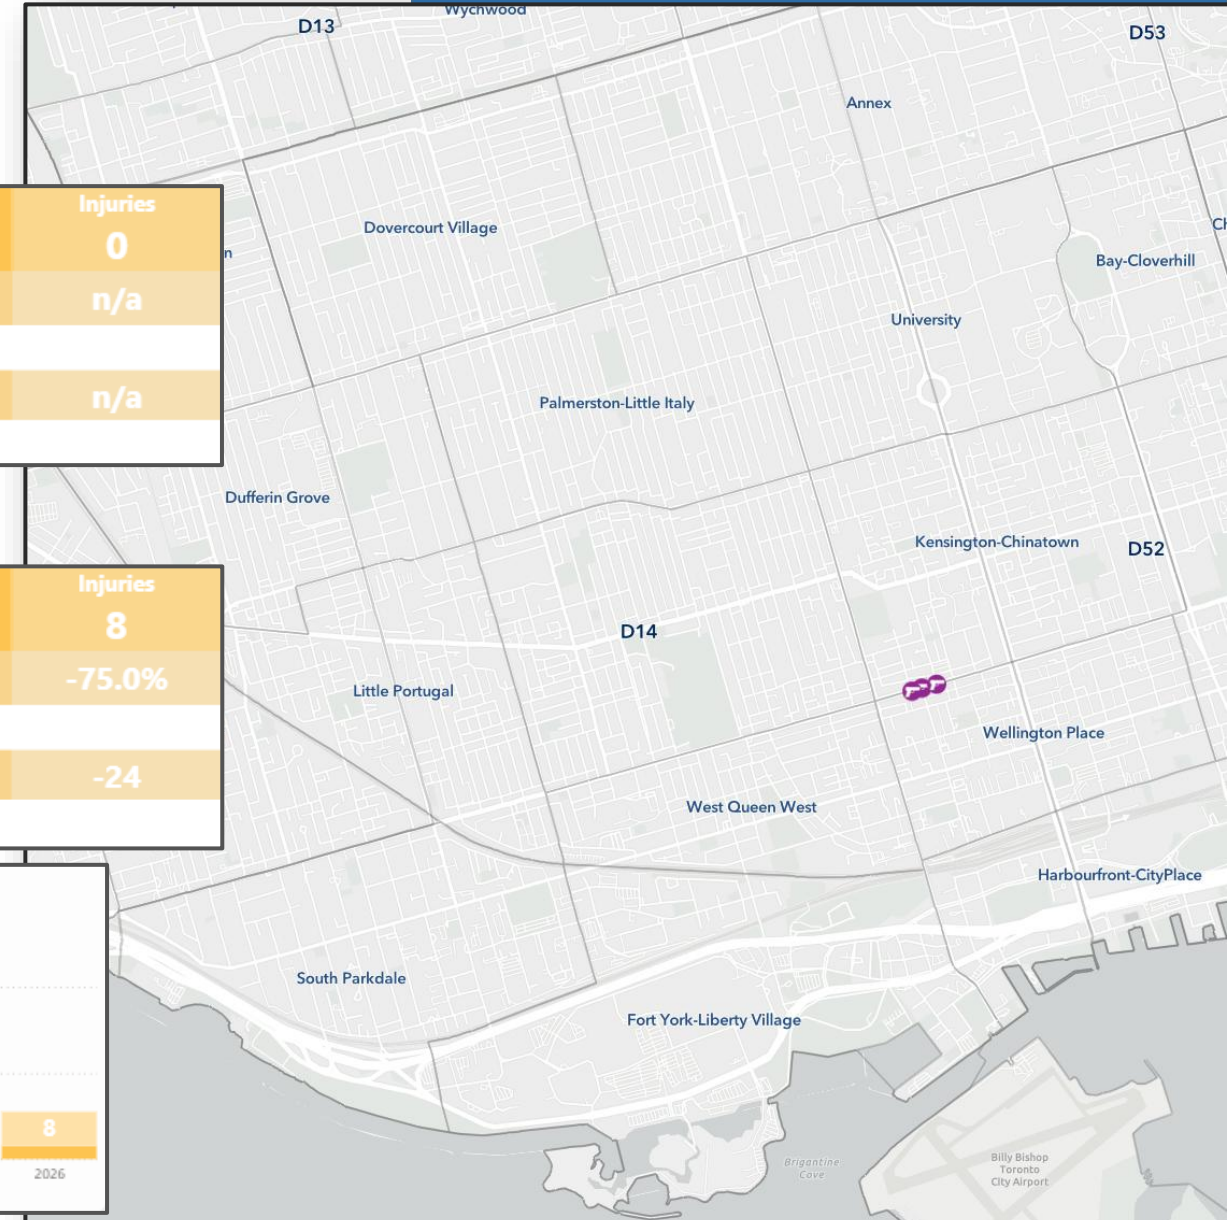 Wychwood
D13
D53
Annex
Injuries
0
n/a
n/a
Dovercourt Village
n
Ch
Bay-Cloverhill
University
Palmerston-Little Italy
Dufferin Grove
Kensington-Chinatown
D52
Injuries
8
-75.0%
-24
D14
Little Portugal
Wellington Place
West Queen West
Harbourfront-CityPlace
South Parkdale
Fort York-Liberty Village
8
2026
Brigantine
Cove
Billy Bishop
Toronto
City Airport